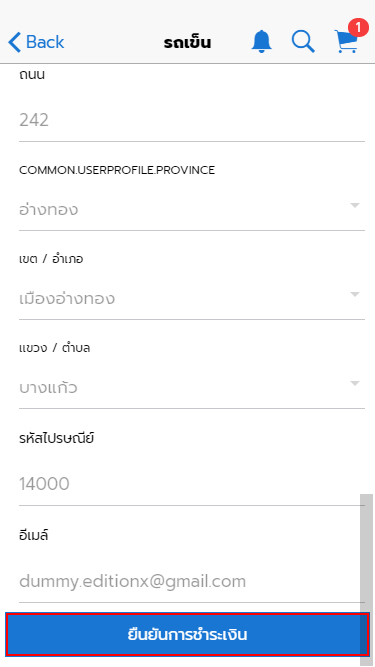 Back
รถเข็น
1
ถนน
242
COMMON.USERPROFILE.PROVINCE
อ่างทอง
เขต / อำเภอ
เมืองอ่างทอง
แขวง / ตำบล
บางแก้ว
รหัสไปรษณีย์
14000
อีเมล์
dummy.editionx@gmail.com
ยืนยันการชำระเงิน